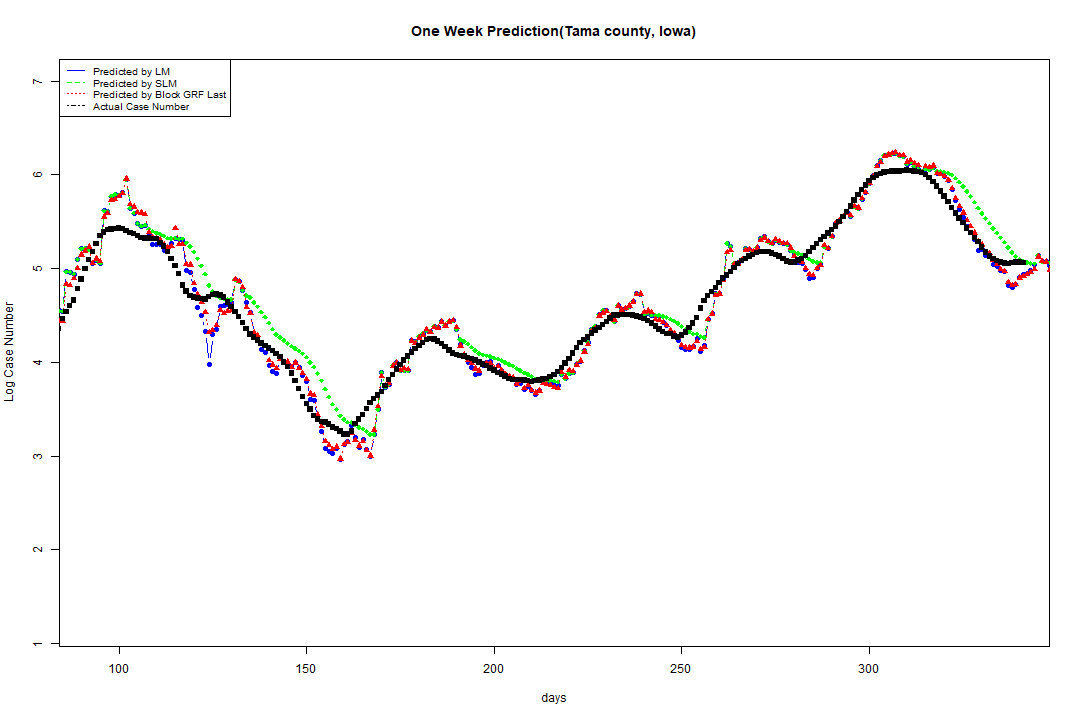 One Week Prediction(Tama county, Iowa)
Predicted by LM
Predicted by SLM
Predicted by Block GRF Last
Actual Case Number
Log Case Number
7
6
5
4
3
2
1
100 150 200 250 300
days